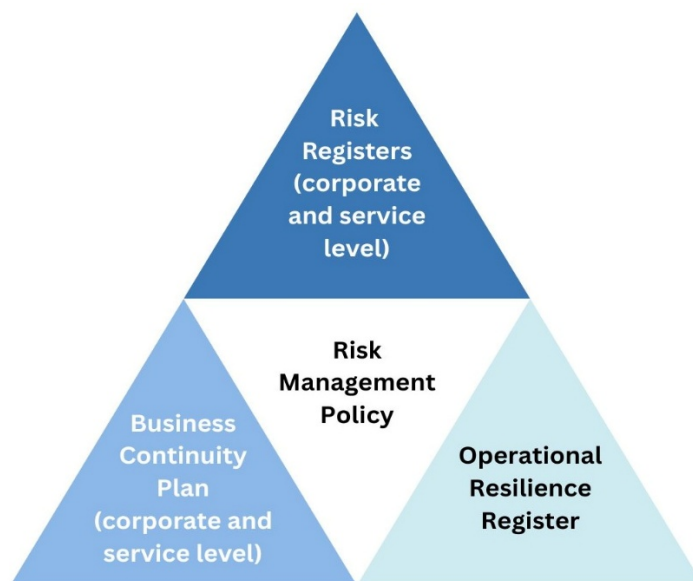 Risk
Registers
(corporate
and service
level)
Risk
Management
Policy
Business
Continuity
Plan
(corporate and
service level)
Operational
Resilience
Register